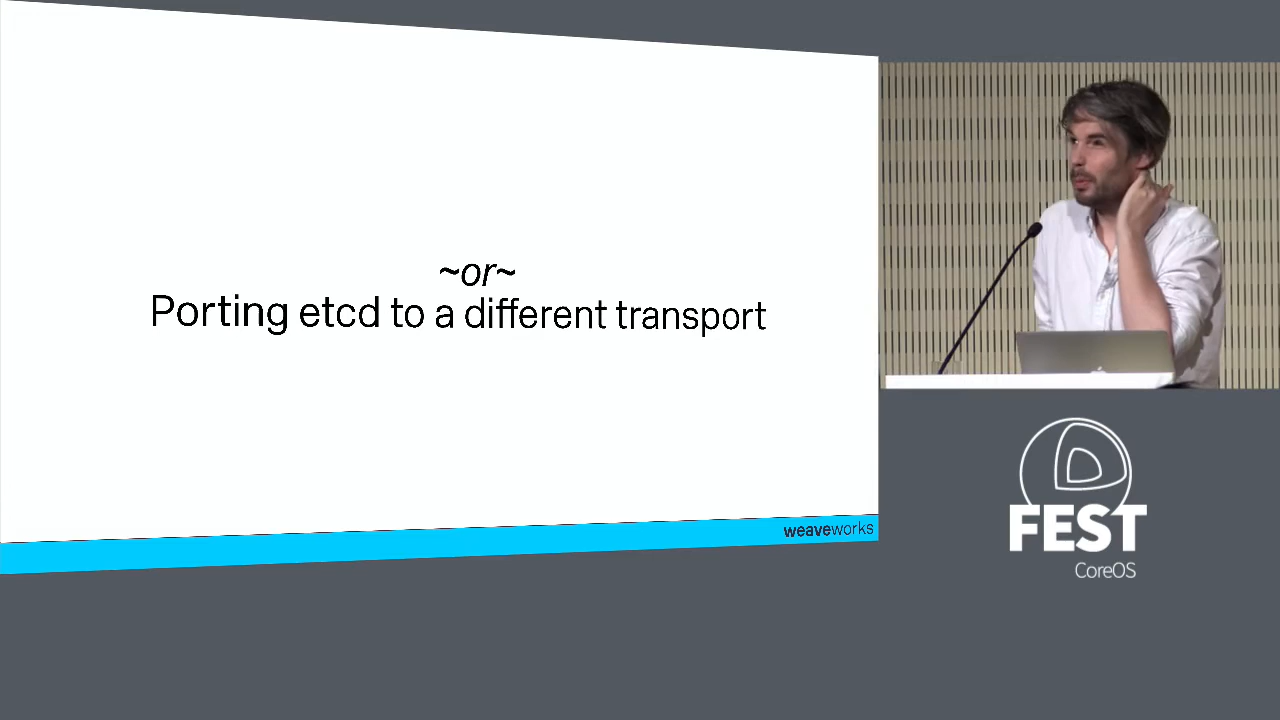 ~or~
Porting etcd to a different transport
weaveworks
FEST
CoreOS